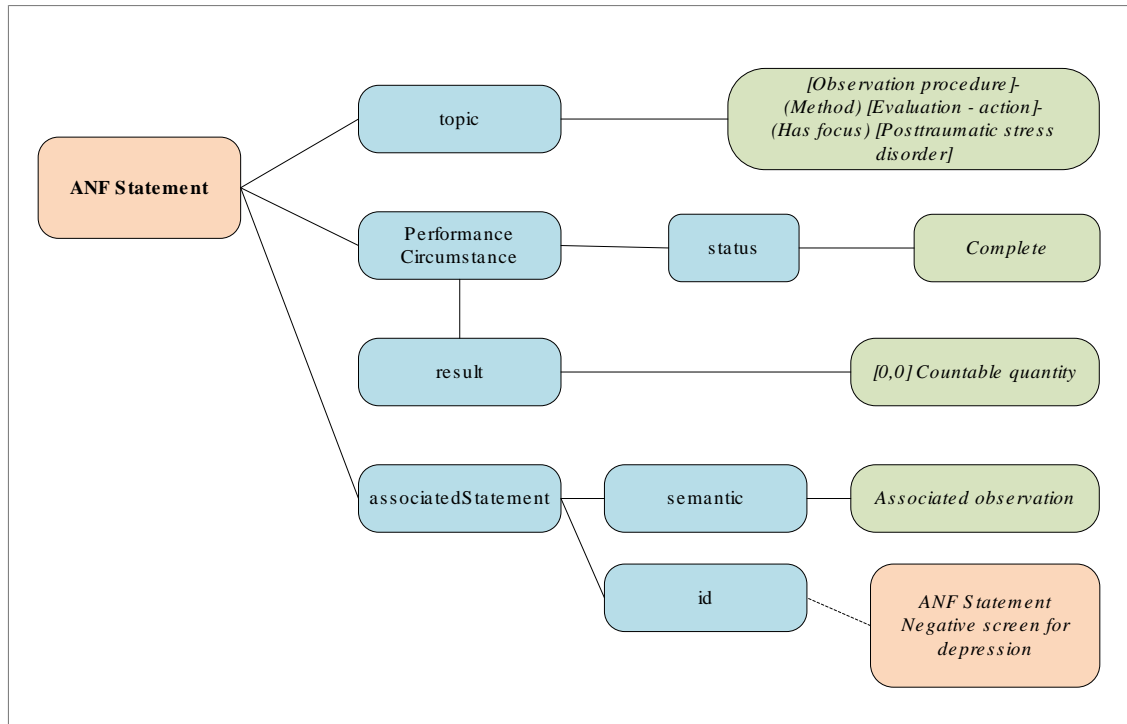 ANF Statement
topic
[Observation procedure]-
(Method) [Evaluation - action]-
(Has focus) [Posttraumatic stress
disorder]
Performance
Circumstance
status
Complete
result
[0,0] Countable quantity
associatedStatement
semantic
Associated observation
id
ANF Statement
Negative screen for
depression